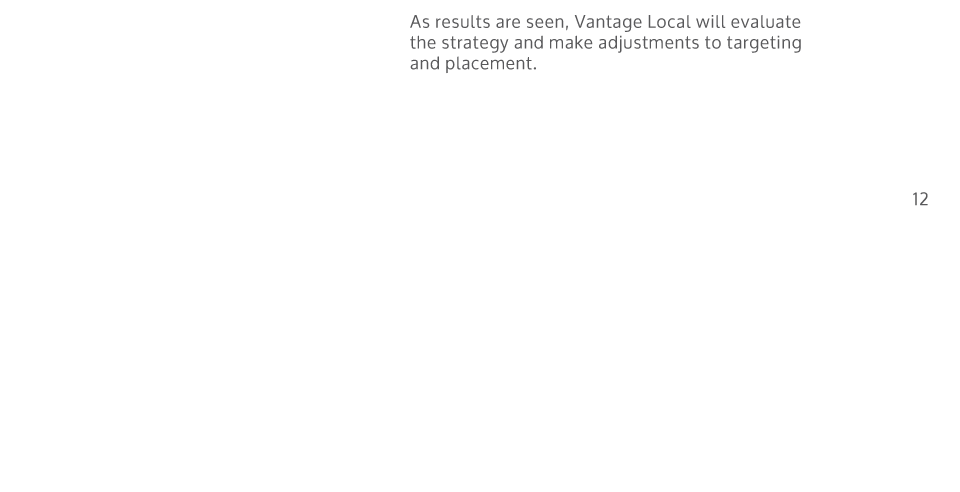 As results are seen, Vantage Local will evaluate
the strategy and make adjustments to targeting
and placement.
12